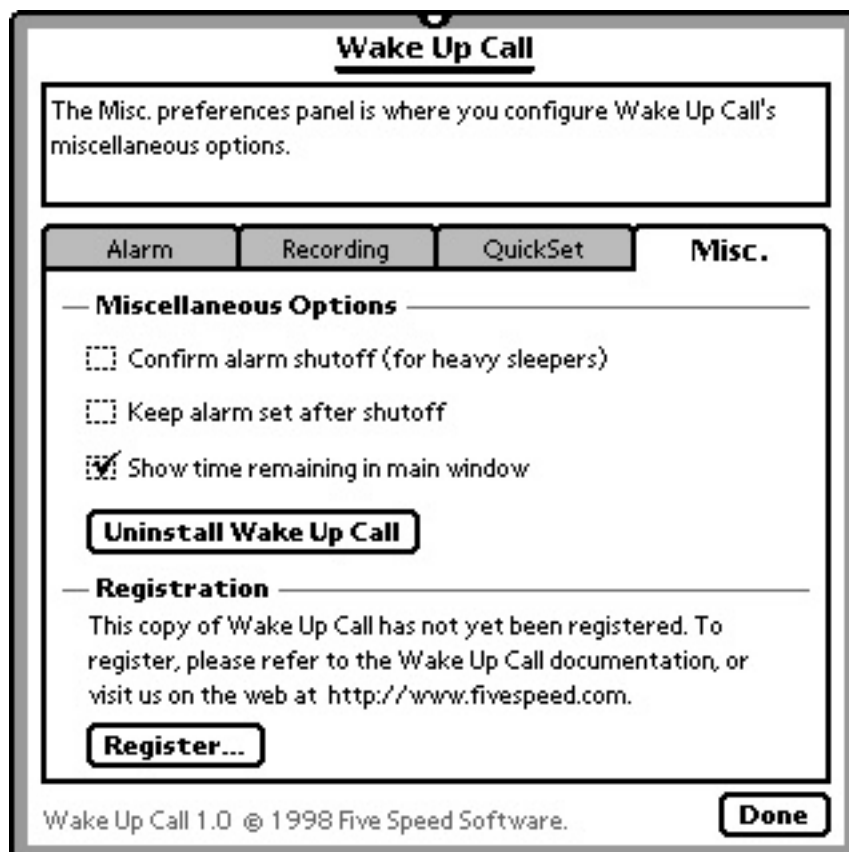 Wake Up Call
The Misc. preferences panel is where you configure Wake Up Call's
miscellaneous options.
Alarm Recording QuickSet Misc.
Miscellaneous Options
Confirm alarm shutoff (for heavy sleepers)
Keep alarm set after shutoff
Show time remaining in main window
Uninstall Wake Up Call
Registration
This copy of Wake Up Call has not yet been registered. To
register, please refer to the Wake Up Call documentation, or
visit us on the web at http://www.fivespeed.com.
Register...
Wake Up Call 1.0 © 1998 Five Speed Software. Done